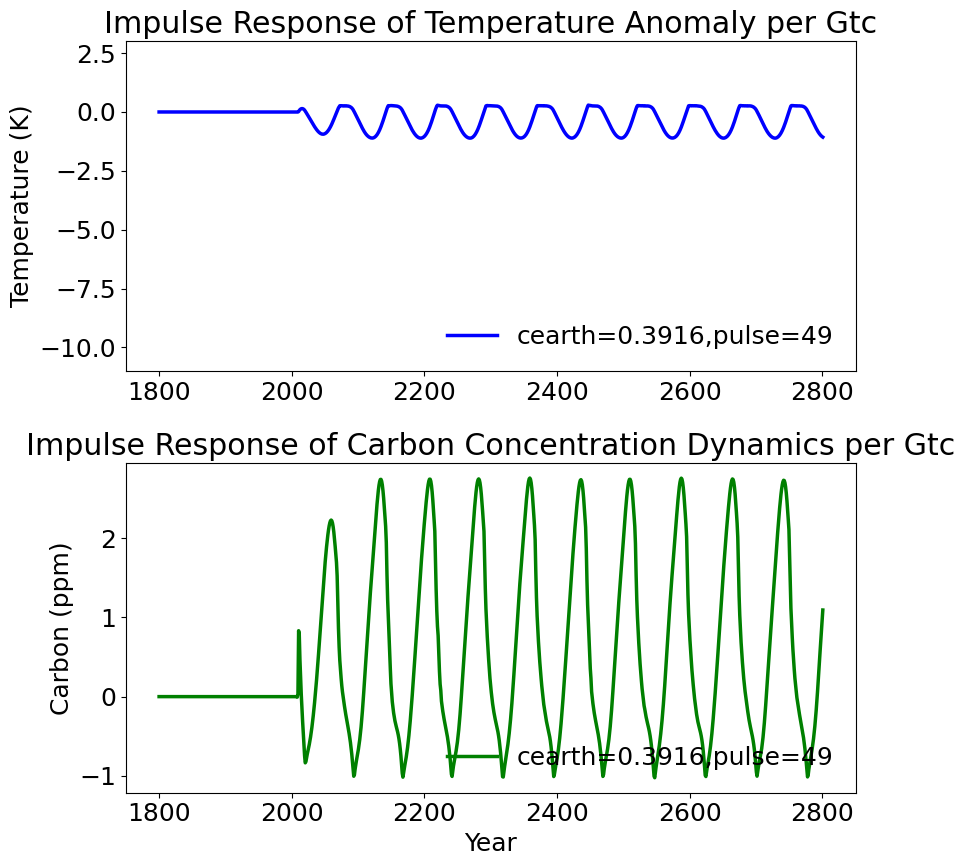 Impulse Response of Temperature Anomaly per Gtc
2.5
0.0
−2.5
−5.0
−7.5
−10.0
Temperature (K)
cearth=0.3916,pulse=49
1800 2000 2200 2400 2600 2800
Impulse Response of Carbon Concentration Dynamics per Gtc
2
1
0
−1
Carbon (ppm)
cearth=0.3916,pulse=49
1800 2000 2200 2400 2600 2800
Year